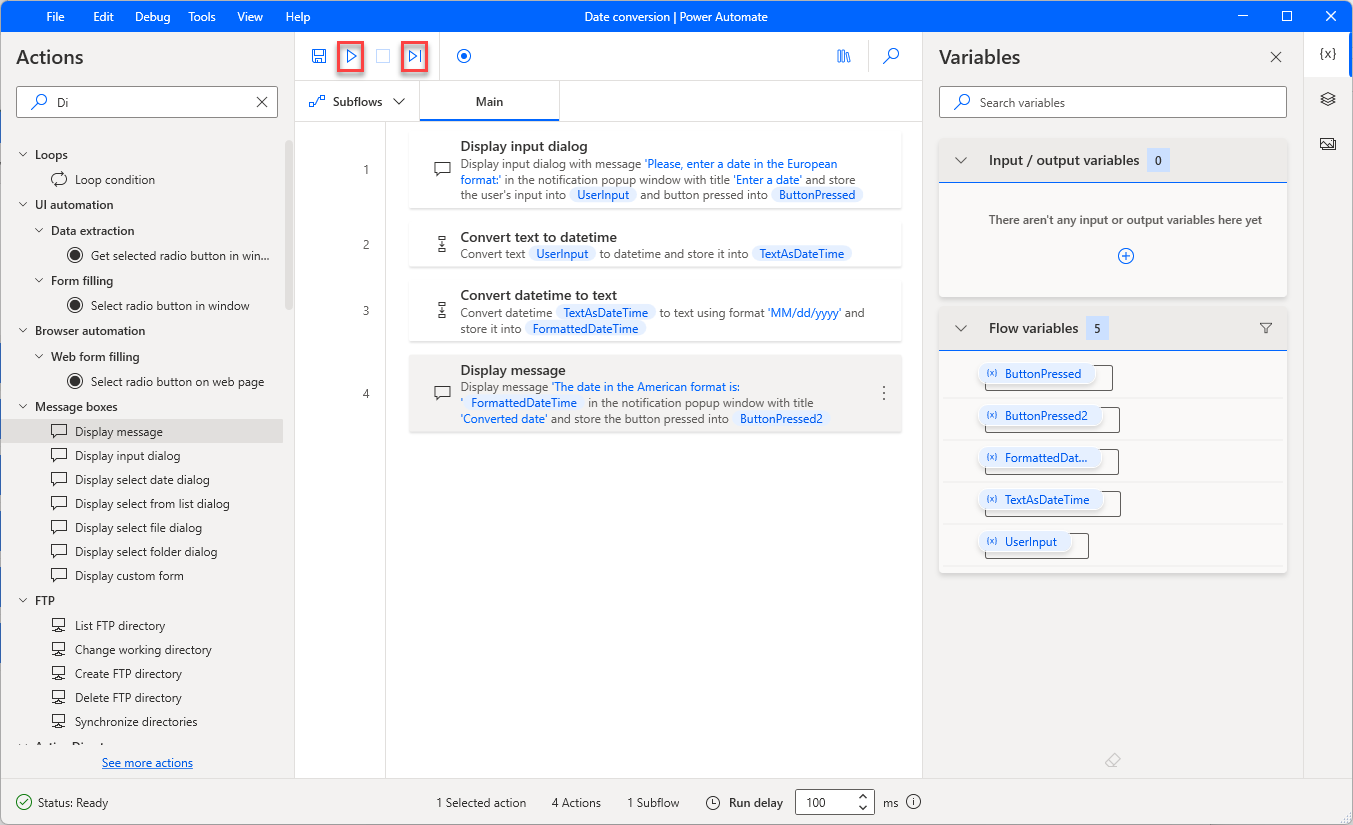 File Edit Debug Tools View Help
Date conversion | Power Automate
Actions
Di
Loops
Loop condition
UI automation
Data extraction
Get selected radio button in win...
Form filling
Select radio button in window
Browser automation
Web form filling
Select radio button on web page
Message boxes
Display message
Display input dialog
Display select date dialog
Display select from list dialog
Display select file dialog
Display select folder dialog
Display custom form
FTP
List FTP directory
Change working directory
Create FTP directory
Delete FTP directory
Synchronize directories
See more actions
Subflows
Main
1
Display input dialog
Display input dialog with message 'Please, enter a date in the European
format:' in the notification popup window with title 'Enter a date' and store
the user's input into UserInput and button pressed into ButtonPressed
2
Convert text to datetime
Convert text UserInput to datetime and store it into TextAsDateTime
3
Convert datetime to text
Convert datetime TextAsDateTime to text using format 'MM/dd/yyyy' and
store it into FormattedDateTime
4
Display message
Display message 'The date in the American format is:
' FormattedDateTime in the notification popup window with title
'Converted date' and store the button pressed into ButtonPressed2
Variables
{x}
Search variables
Input / output variables 0
There aren't any input or output variables here yet
Flow variables 5
(x) ButtonPressed
(x) ButtonPressed2
(x) FormattedDat...
(x) TextAsDateTime
(x) UserInput
Status: Ready
1 Selected action
4 Actions
1 Subflow
Run delay
100
ms